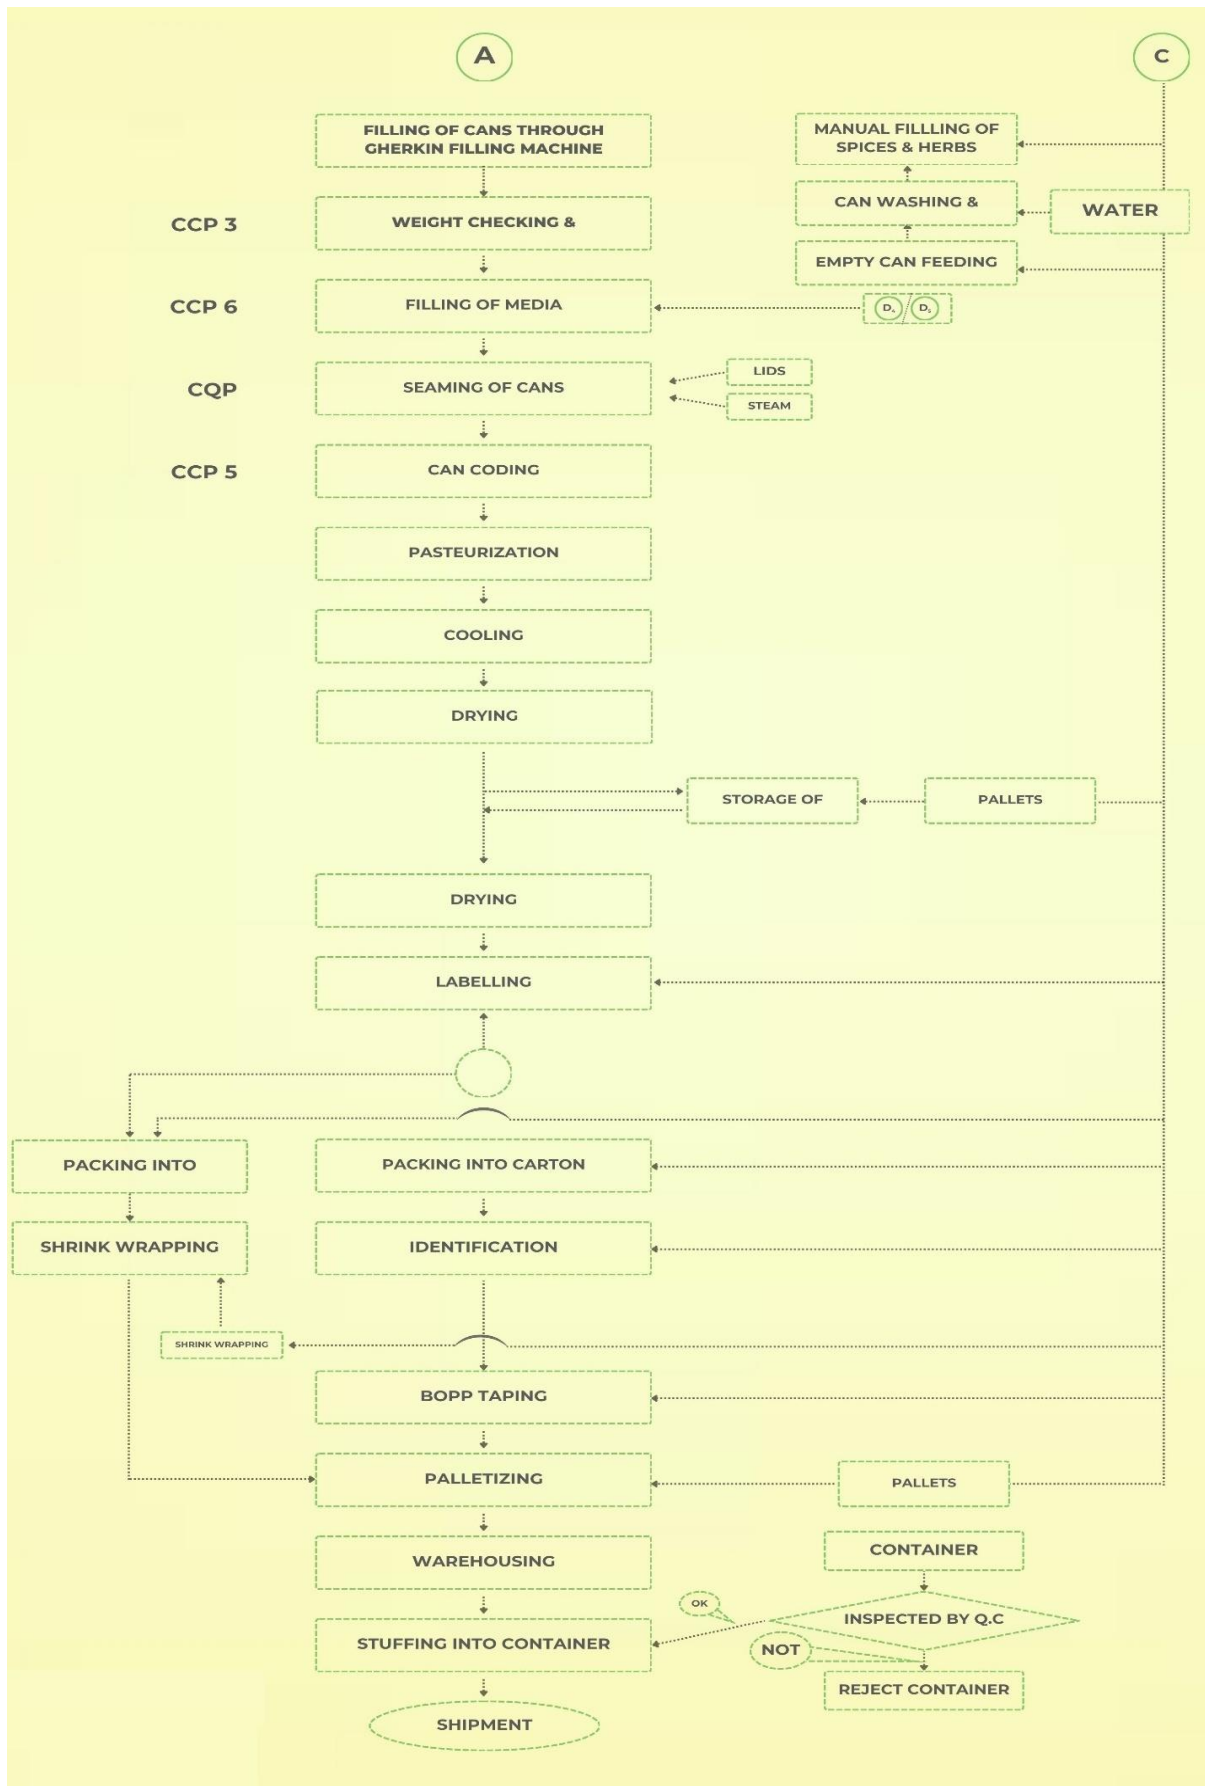 A
C
FILLING OF CANS THROUGH
GHERKIN FILLING MACHINE
MANUAL FILLLING OF
SPICES & HERBS
CCP 3
WEIGHT CHECKING &
CAN WASHING &
WATER
EMPTY CAN FEEDING
CCP 6
FILLING OF MEDIA
D
D
CQP
SEAMING OF CANS
LIDS
STEAM
CCP 5
CAN CODING
PASTEURIZATION
COOLING
DRYING
STORAGE OF
PALLETS
DRYING
LABELLING
PACKING INTO
PACKING INTO CARTON
SHRINK WRAPPING
IDENTIFICATION
SHRINK WRAPPING
BOPP TAPING
PALLETIZING
PALLETS
WAREHOUSING
CONTAINER
OK
INSPECTED BY Q.C
STUFFING INTO CONTAINER
NOT
REJECT CONTAINER
SHIPMENT